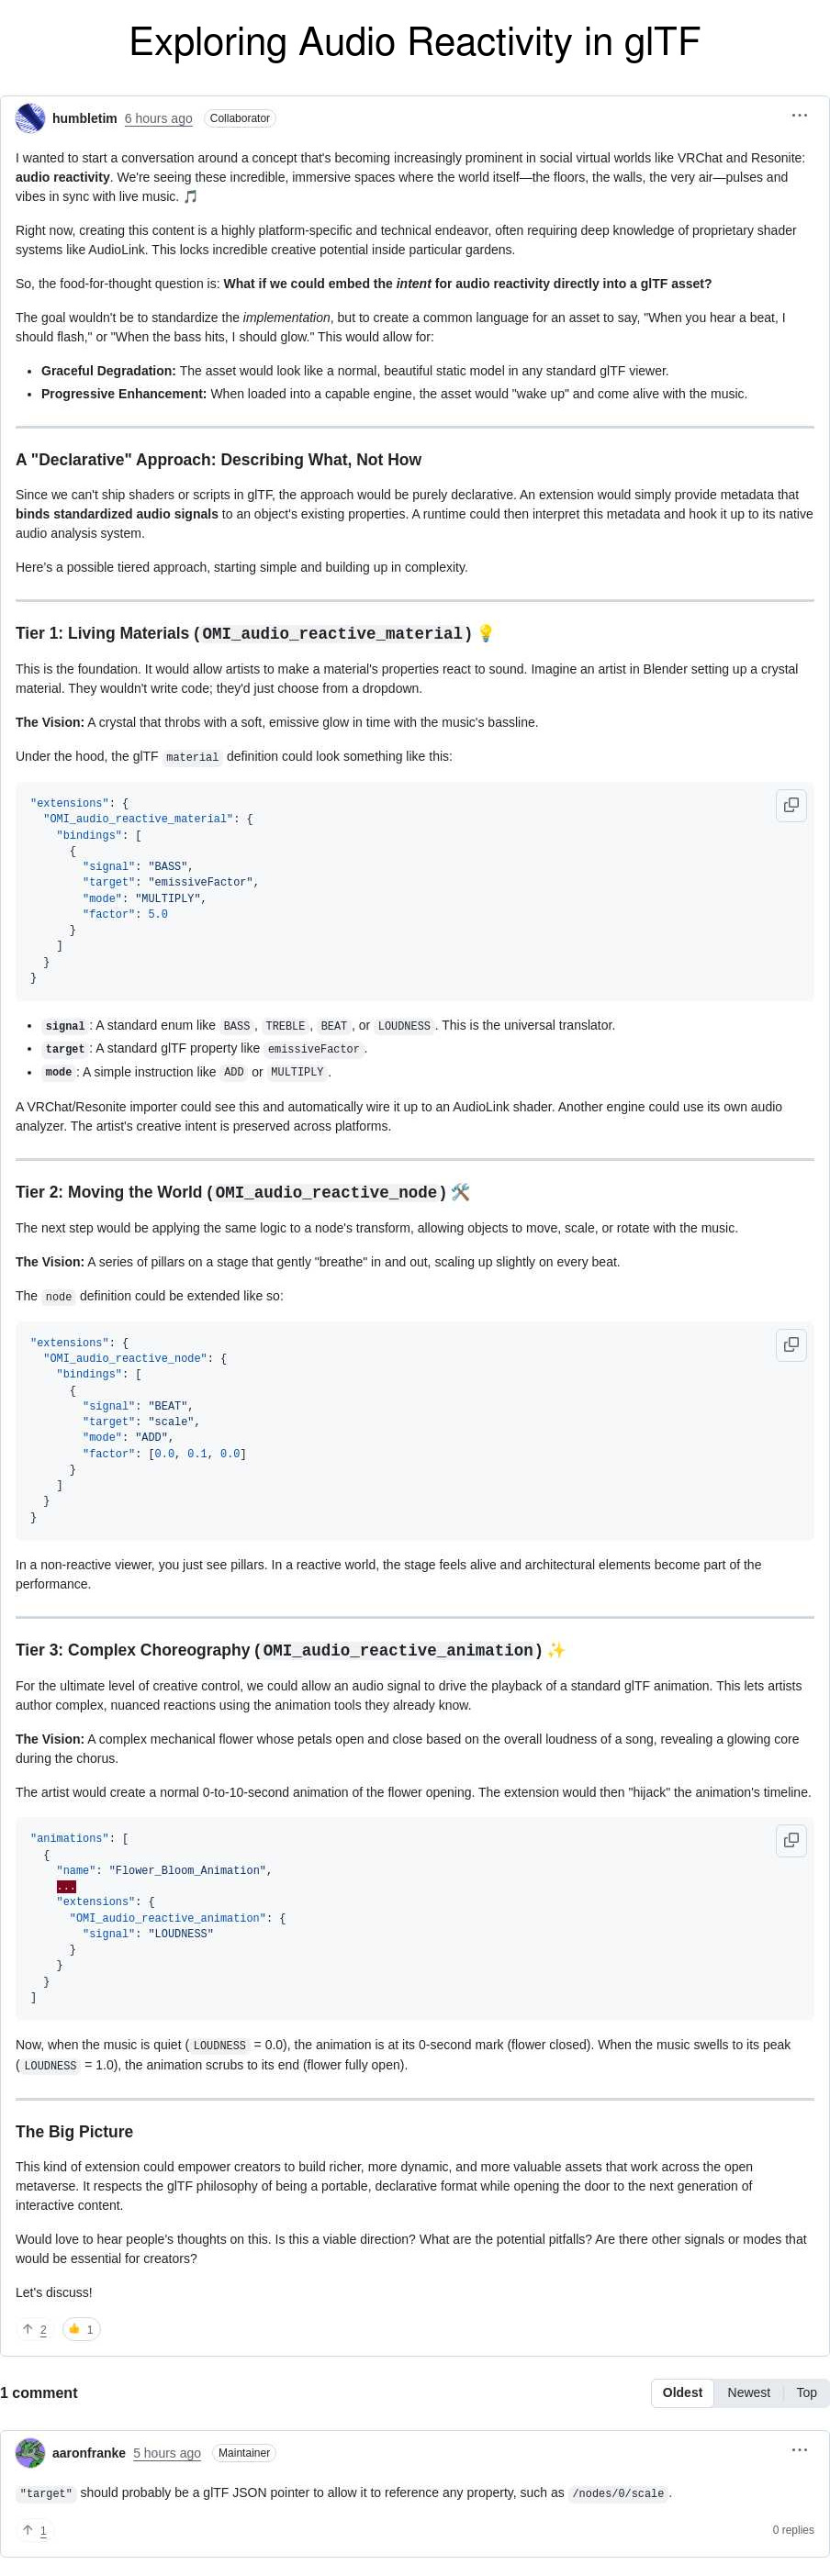 Exploring Audio Reactivity in glTF
humbletim 6 hours ago Collaborator
I wanted to start a conversation around a concept that's becoming increasingly prominent in social virtual worlds like VRChat and Resonite:
audio reactivity. We're seeing these incredible, immersive spaces where the world itself—the floors, the walls, the very air—pulses and
vibes in sync with live music. 🎵
Right now, creating this content is a highly platform-specific and technical endeavor, often requiring deep knowledge of proprietary shader
systems like AudioLink. This locks incredible creative potential inside particular gardens.
So, the food-for-thought question is: What if we could embed the intent for audio reactivity directly into a glTF asset?
The goal wouldn't be to standardize the implementation, but to create a common language for an asset to say, "When you hear a beat, I
should flash," or "When the bass hits, I should glow." This would allow for:
• Graceful Degradation: The asset would look like a normal, beautiful static model in any standard glTF viewer.
• Progressive Enhancement: When loaded into a capable engine, the asset would "wake up" and come alive with the music.
A "Declarative" Approach: Describing What, Not How
Since we can't ship shaders or scripts in glTF, the approach would be purely declarative. An extension would simply provide metadata that
binds standardized audio signals to an object's existing properties. A runtime could then interpret this metadata and hook it up to its native
audio analysis system.
Here's a possible tiered approach, starting simple and building up in complexity.
Tier 1: Living Materials (OMI_audio_reactive_material) 💡
This is the foundation. It would allow artists to make a material's properties react to sound. Imagine an artist in Blender setting up a crystal
material. They wouldn't write code; they'd just choose from a dropdown.
The Vision: A crystal that throbs with a soft, emissive glow in time with the music's bassline.
Under the hood, the glTF material definition could look something like this:
"extensions": {
"OMI_audio_reactive_material": {
"bindings": [
{
"signal": "BASS",
"target": "emissiveFactor",
"mode": "MULTIPLY",
"factor": 5.0
}
]
}
}
• signal: A standard enum like BASS, TREBLE, BEAT, or LOUDNESS. This is the universal translator.
• target: A standard glTF property like emissiveFactor.
• mode: A simple instruction like ADD or MULTIPLY.
A VRChat/Resonite importer could see this and automatically wire it up to an AudioLink shader. Another engine could use its own audio
analyzer. The artist's creative intent is preserved across platforms.
Tier 2: Moving the World (OMI_audio_reactive_node) 🛠️
The next step would be applying the same logic to a node's transform, allowing objects to move, scale, or rotate with the music.
The Vision: A series of pillars on a stage that gently "breathe" in and out, scaling up slightly on every beat.
The node definition could be extended like so:
"extensions": {
"OMI_audio_reactive_node": {
"bindings": [
{
"signal": "BEAT",
"target": "scale",
"mode": "ADD",
"factor": [0.0, 0.1, 0.0]
}
]
}
}
In a non-reactive viewer, you just see pillars. In a reactive world, the stage feels alive and architectural elements become part of the
performance.
Tier 3: Complex Choreography (OMI_audio_reactive_animation) ✨
For the ultimate level of creative control, we could allow an audio signal to drive the playback of a standard glTF animation. This lets artists
author complex, nuanced reactions using the animation tools they already know.
The Vision: A complex mechanical flower whose petals open and close based on the overall loudness of a song, revealing a glowing core
during the chorus.
The artist would create a normal 0-to-10-second animation of the flower opening. The extension would then "hijack" the animation's timeline.
"animations": [
{
"name": "Flower_Bloom_Animation",
...
"extensions": {
"OMI_audio_reactive_animation": {
"signal": "LOUDNESS"
}
}
}
]
Now, when the music is quiet (LOUDNESS = 0.0), the animation is at its 0-second mark (flower closed). When the music swells to its peak
(LOUDNESS = 1.0), the animation scrubs to its end (flower fully open).
The Big Picture
This kind of extension could empower creators to build richer, more dynamic, and more valuable assets that work across the open
metaverse. It respects the glTF philosophy of being a portable, declarative format while opening the door to the next generation of
interactive content.
Would love to hear people's thoughts on this. Is this a viable direction? What are the potential pitfalls? Are there other signals or modes that
would be essential for creators?
Let's discuss!
↑ 2 👍 1
1 comment Oldest Newest Top
aaronfranke 5 hours ago Maintainer
"target" should probably be a glTF JSON pointer to allow it to reference any property, such as /nodes/0/scale.
↑ 1 0 replies